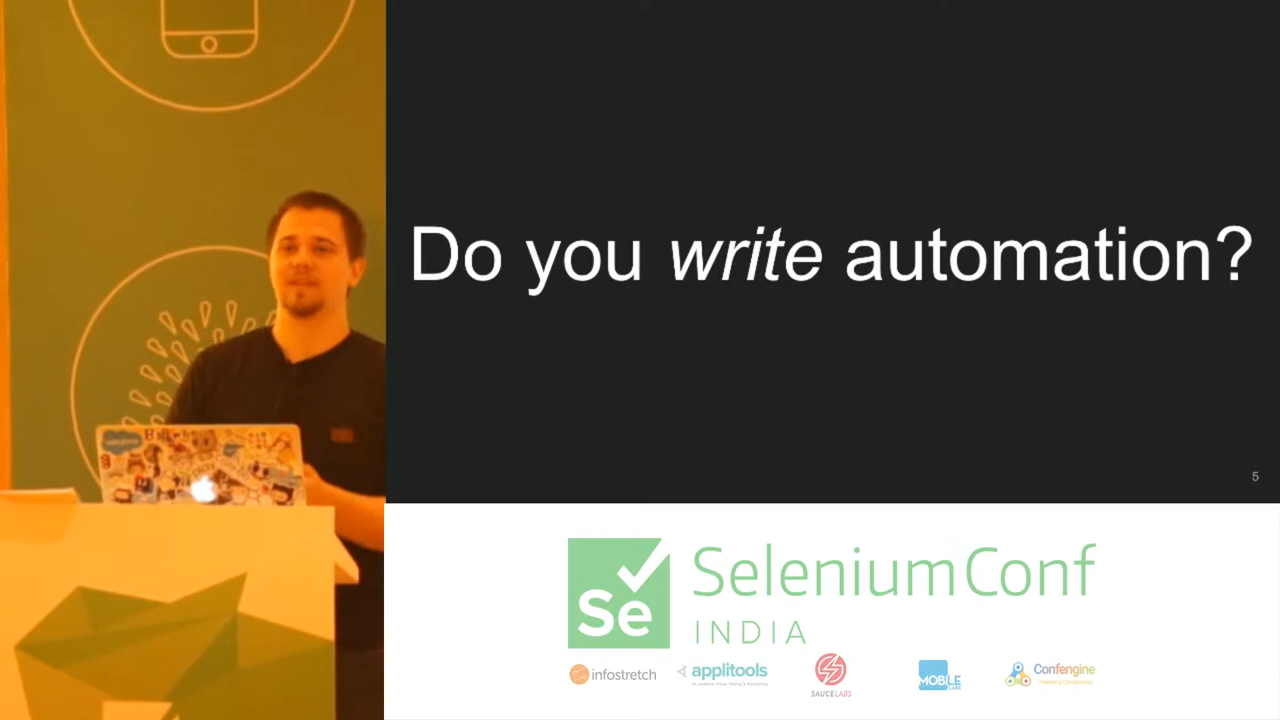 Do you write automation?
5
Se
SeleniumConf
INDIA
infostretch
applitools
SAUCELABS
MOBILE
Confengine